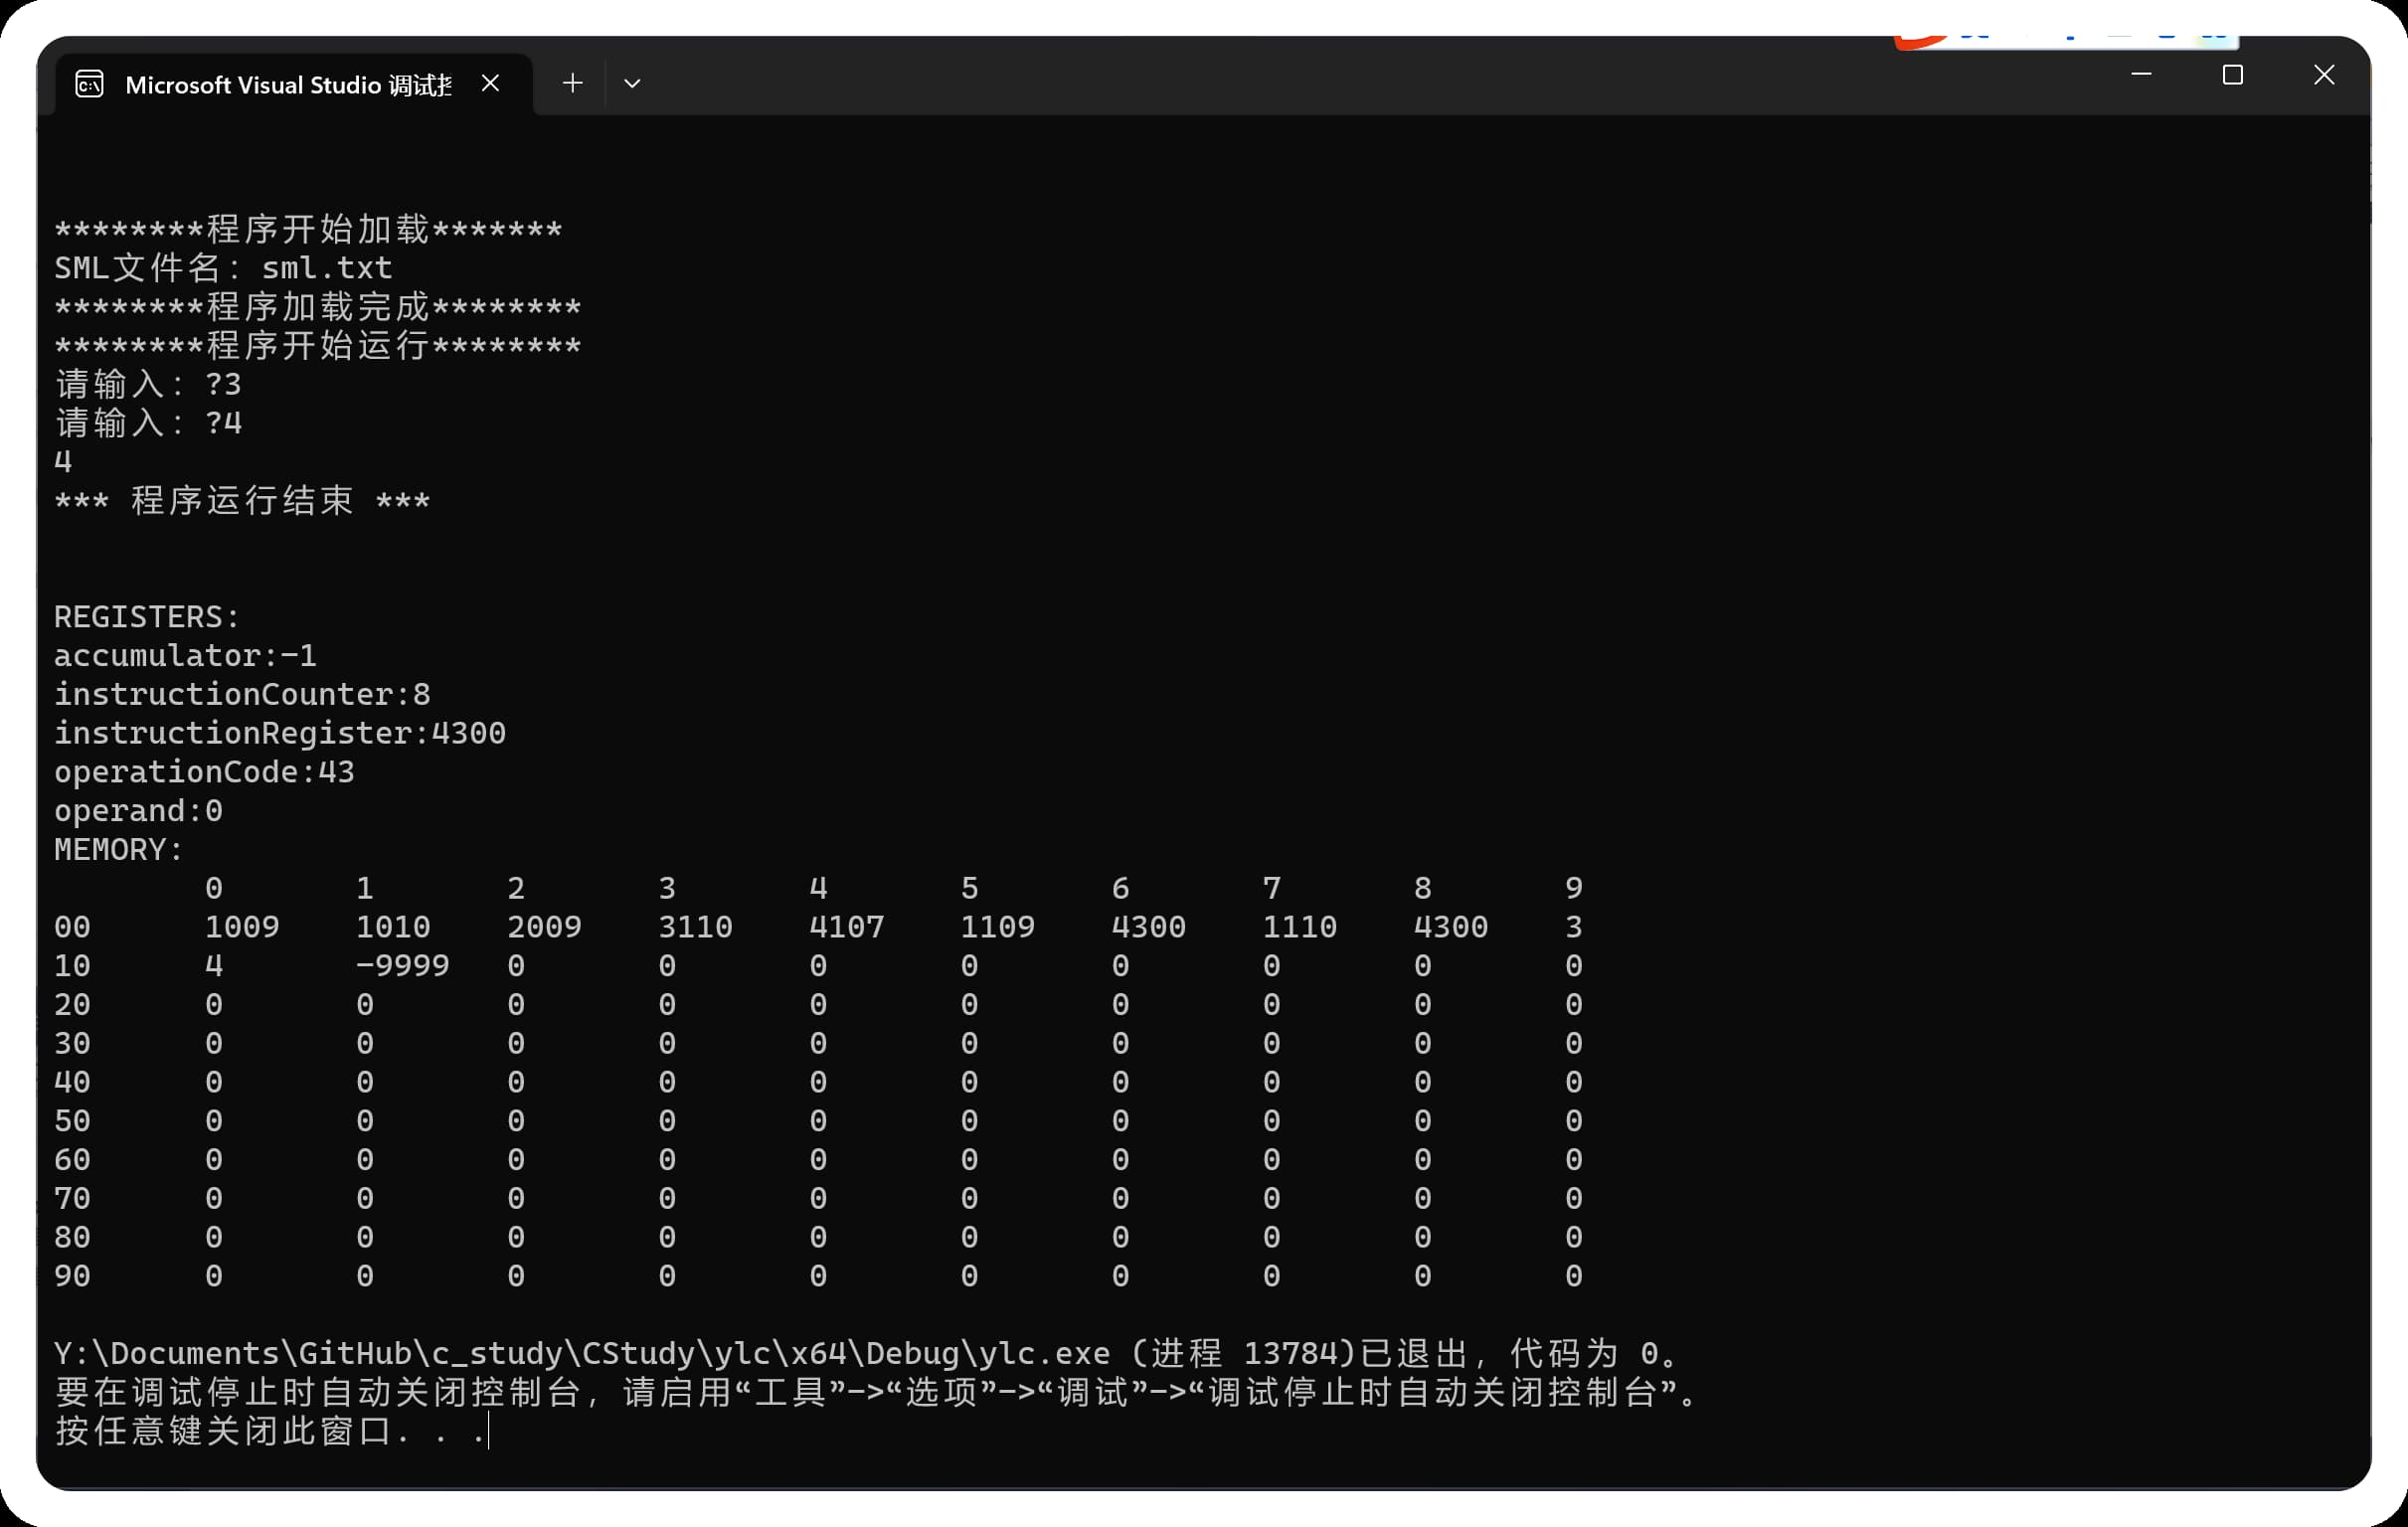 Microsoft Visual Studio 调试
********程序开始加载*******
SML文件名：sml.txt
********程序加载完成********
********程序开始运行********
请输入：?3
请输入：?4
4
*** 程序运行结束 ***
REGISTERS:
accumulator:-1
instructionCounter:8
instructionRegister:4300
operationCode:43
operand:0
MEMORY:
0 1 2 3 4 5 6 7 8 9
00 1009 1010 2009 3110 4107 1109 4300 1110 4300 3
10 4 -9999 0 0 0 0 0 0 0 0
20 0 0 0 0 0 0 0 0 0 0
30 0 0 0 0 0 0 0 0 0 0
40 0 0 0 0 0 0 0 0 0 0
50 0 0 0 0 0 0 0 0 0 0
60 0 0 0 0 0 0 0 0 0 0
70 0 0 0 0 0 0 0 0 0 0
80 0 0 0 0 0 0 0 0 0 0
90 0 0 0 0 0 0 0 0 0 0
Y:\Documents\GitHub\c_study\CStudy\ylc\x64\Debug\ylc.exe (进程 13784)已退出，代码为 0。
要在调试停止时自动关闭控制台，请启用“工具”->“选项”->“调试”->“调试停止时自动关闭控制台”。
按任意键关闭此窗口. . .